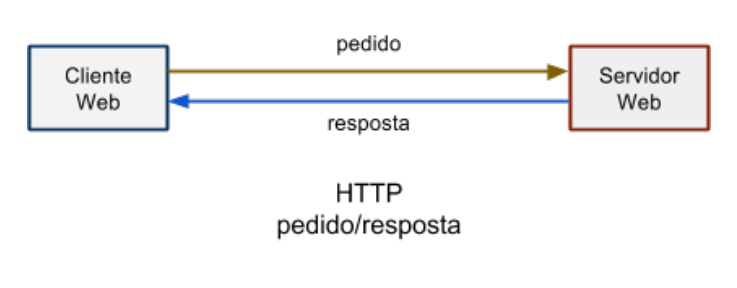 pedido
Cliente
Web
Servidor
Web
resposta
HTTP
pedido/resposta